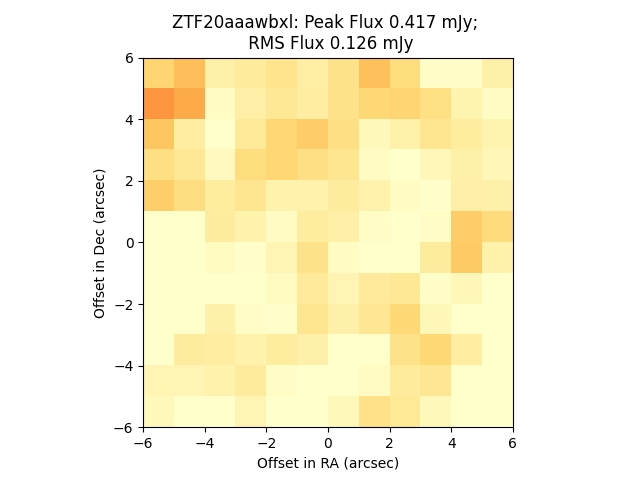 ZTF20aaawbxl: Peak Flux 0.417 mJy;
RMS Flux 0.126 mJy
6
4
2
0
−2
−4
−6
Offset in Dec (arcsec)
−6 −4 −2 0 2 4 6
Offset in RA (arcsec)